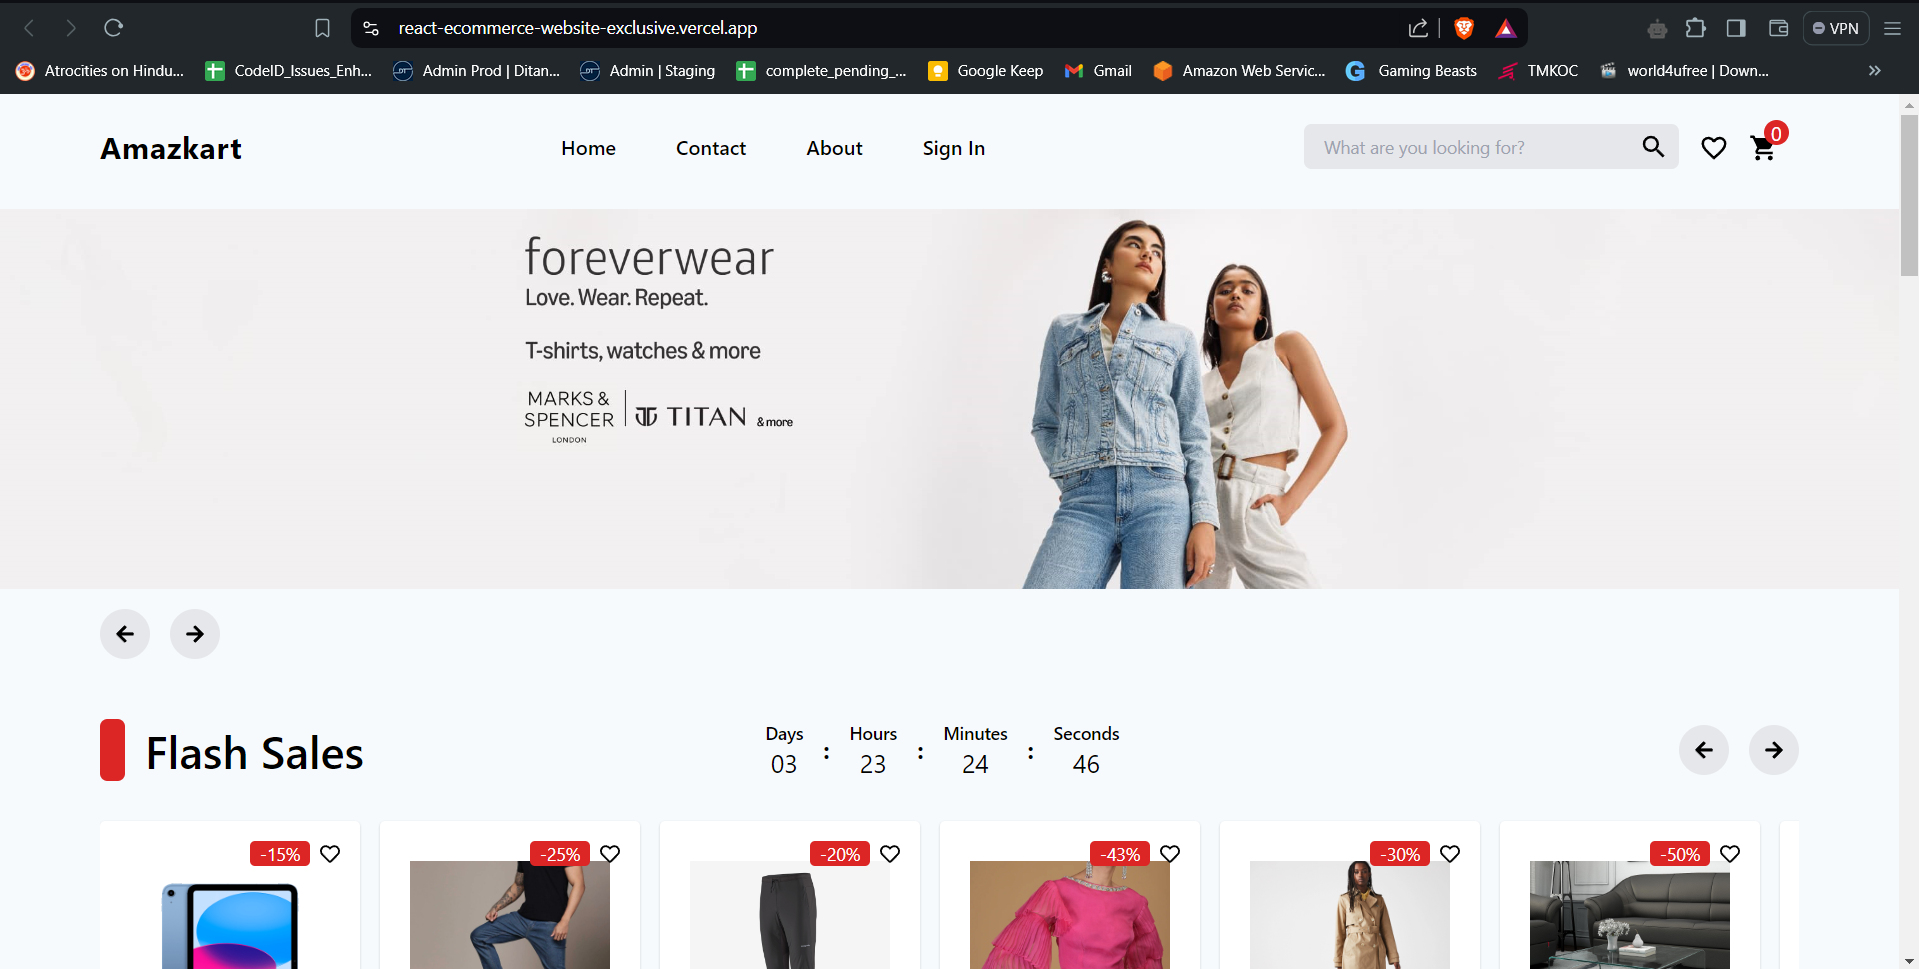 react-ecommerce-website-exclusive.vercel.app
VPN
Atrocities on Hindu...
CodeID_Issues_Enh...
Admin Prod | Ditan...
Admin | Staging
complete_pending_...
Google Keep
Gmail
Amazon Web Servic...
Gaming Beasts
TMKOC
world4ufree | Down...
Amazkart
Home
Contact
About
Sign In
What are you looking for?
0
foreverwear
Love. Wear. Repeat.
T-shirts, watches & more
MARKS &
SPENCER
LONDON
TITAN
& more
Flash Sales
Days : Hours : Minutes : Seconds
03 23 24 46
-15%
-25%
-20%
-43%
-30%
-50%